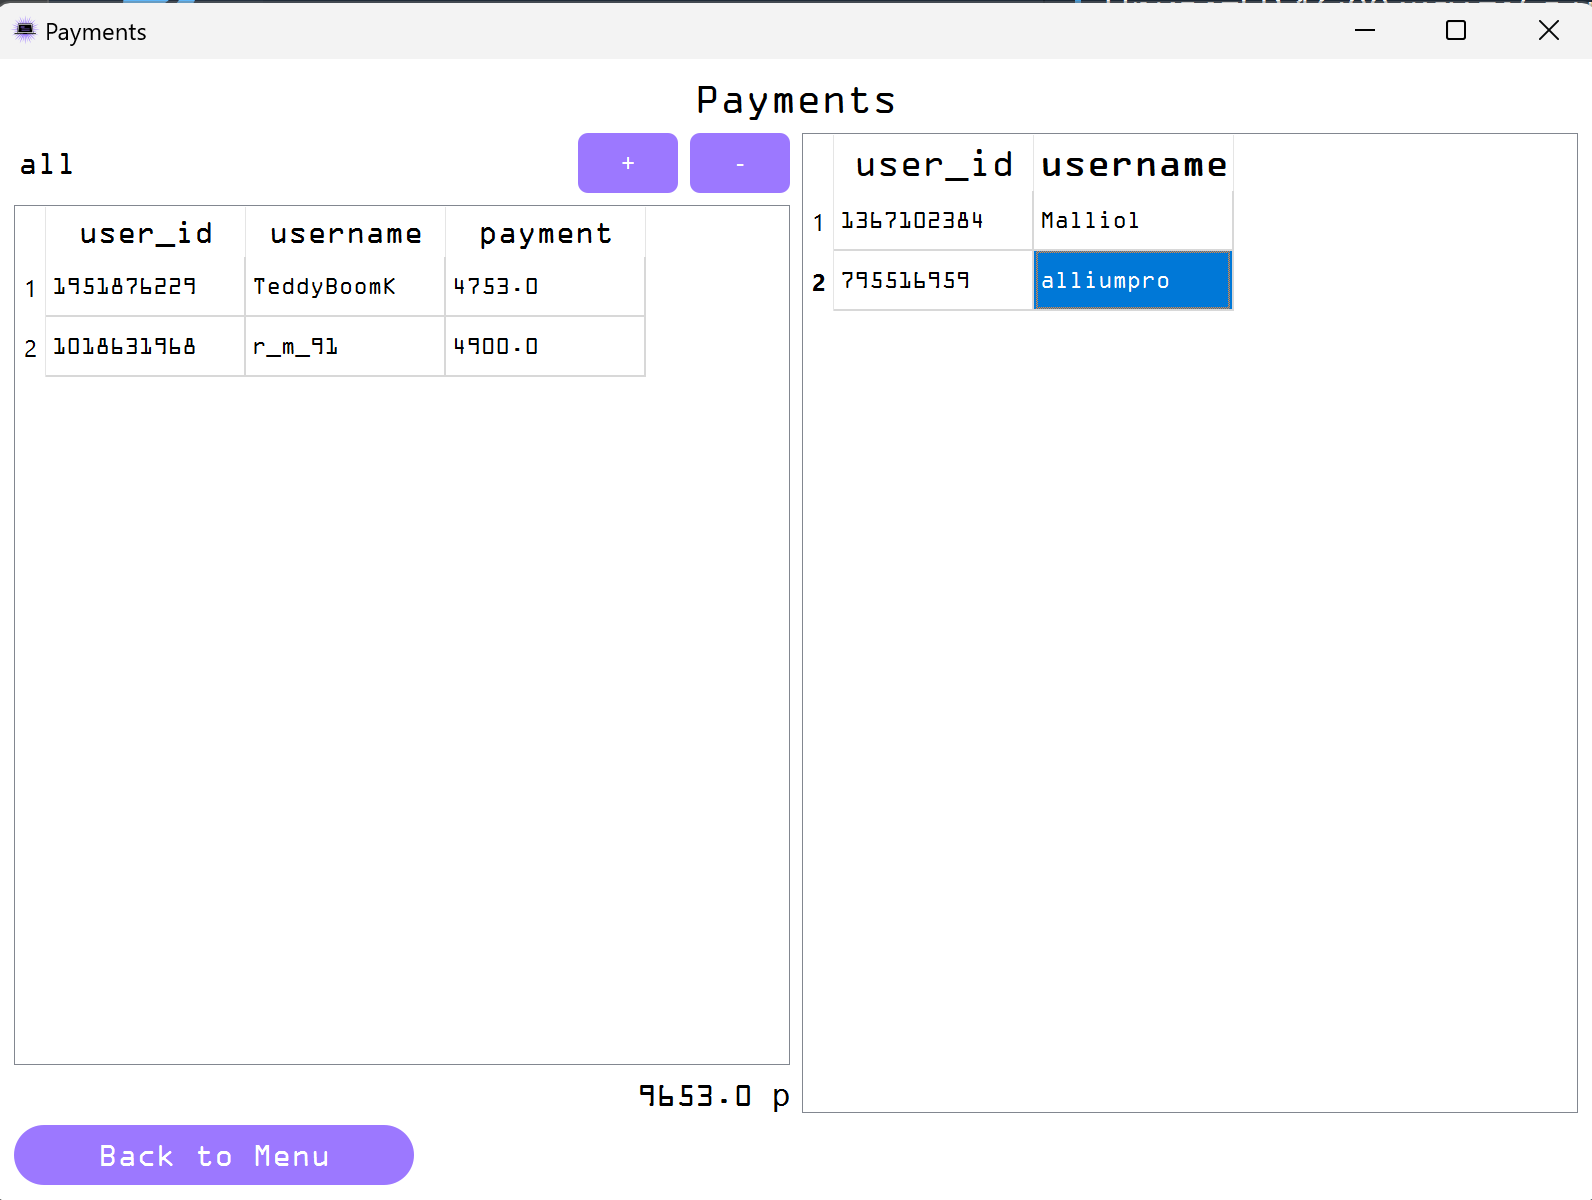 Payments
Payments
all
+ -
user_id username payment
1 1951876229 TeddyBoomK 4753.0
2 1018631968 r_m_91 4900.0
9653.0 р
user_id username
1 1367102384 Malliol
2 795516959 alliumpro
Back to Menu